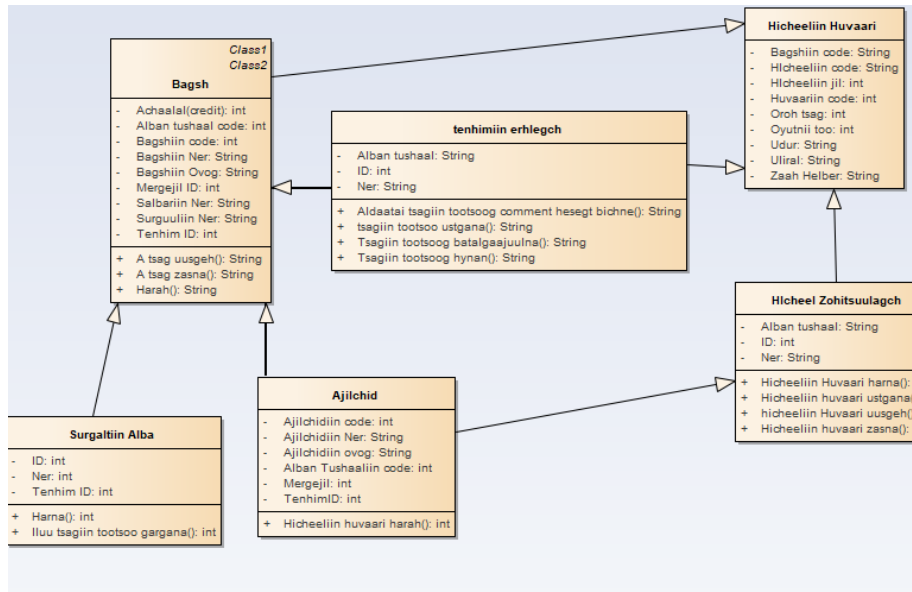 Class1
Class2
Bagsh
- Achaalal(credit): int
- Alban tushaal code: int
- Bagshiin code: int
- Bagshiin Ner: String
- Bagshiin Ovog: String
- Mergejil ID: int
- Salbariin Ner: String
- Surguuliin Ner: String
- Tenhim ID: int
+ A tsag uusgeh(): String
+ A tsag zasna(): String
+ Harah(): String
tenhimiin erhlegch
- Alban tushaal: String
- ID: int
- Ner: String
+ Aldaatai tsagiin tootsoog comment hesegt bichne(): String
+ tsagiin tootsoo ustgana(): String
+ Tsagiin tootsoog batalgaajuulna(): String
+ Tsagiin tootsoog hynan(): String
Hicheeliin Huvaari
- Bagshiin code: String
- HIcheeliin code: String
- HIcheeliin jil: int
- Huvaariin code: int
- Oroh tsag: int
- Oyutnii too: int
- Udur: String
- Uliral: String
- Zaah Helber: String
HIcheel Zohitsuulagch
- Alban tushaal: String
- ID: int
- Ner: String
+ Hicheeliin Huvaari harna():
+ Hicheeliin huvaari ustgana(
+ hicheeliin Huvaari uusgeh()
+ Hicheeliin huvaari zasna():
Surgaltiin Alba
- ID: int
- Ner: int
- Tenhim ID: int
+ Harna(): int
+ Iluu tsagiin tootsoo gargana(): int
Ajilchid
- Ajilchidiin code: int
- Ajilchidiin Ner: String
- Ajilchidiin ovog: String
- Alban Tushaaliin code: int
- Mergejil: int
- TenhimID: int
+ Hicheeliin huvaari harah(): int